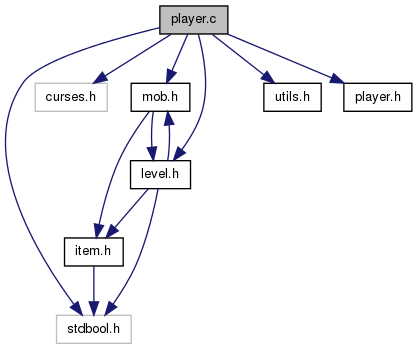 player.c
curses.h
mob.h
utils.h
player.h
level.h
item.h
stdbool.h